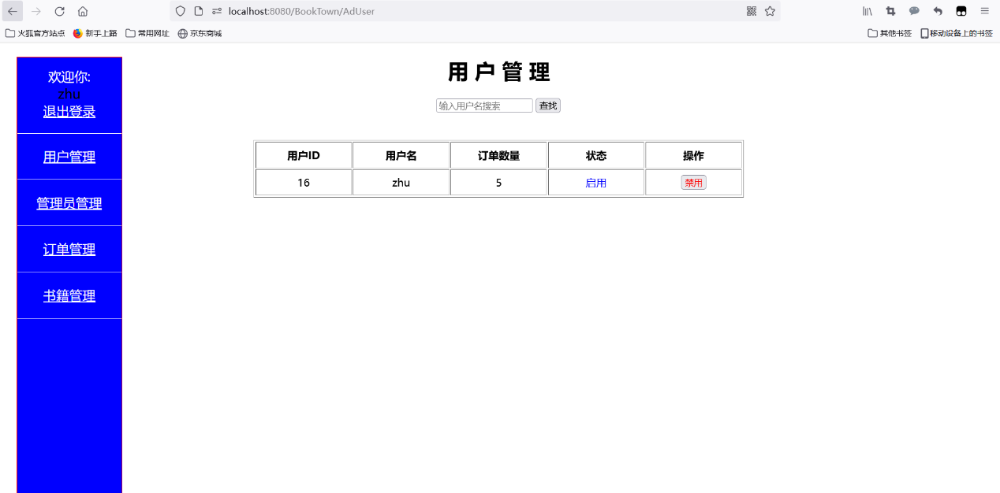 localhost:8080/BookTown/AdUser
火狐官方站点 新手上路 常用网址 京东商城 其他书签 移动设备上的书签
欢迎你:
zhu
退出登录
用户管理
管理员管理
订单管理
书籍管理
用户管理
输入用户名搜索 查找
用户ID 用户名 订单数量 状态 操作
16 zhu 5 启用 禁用